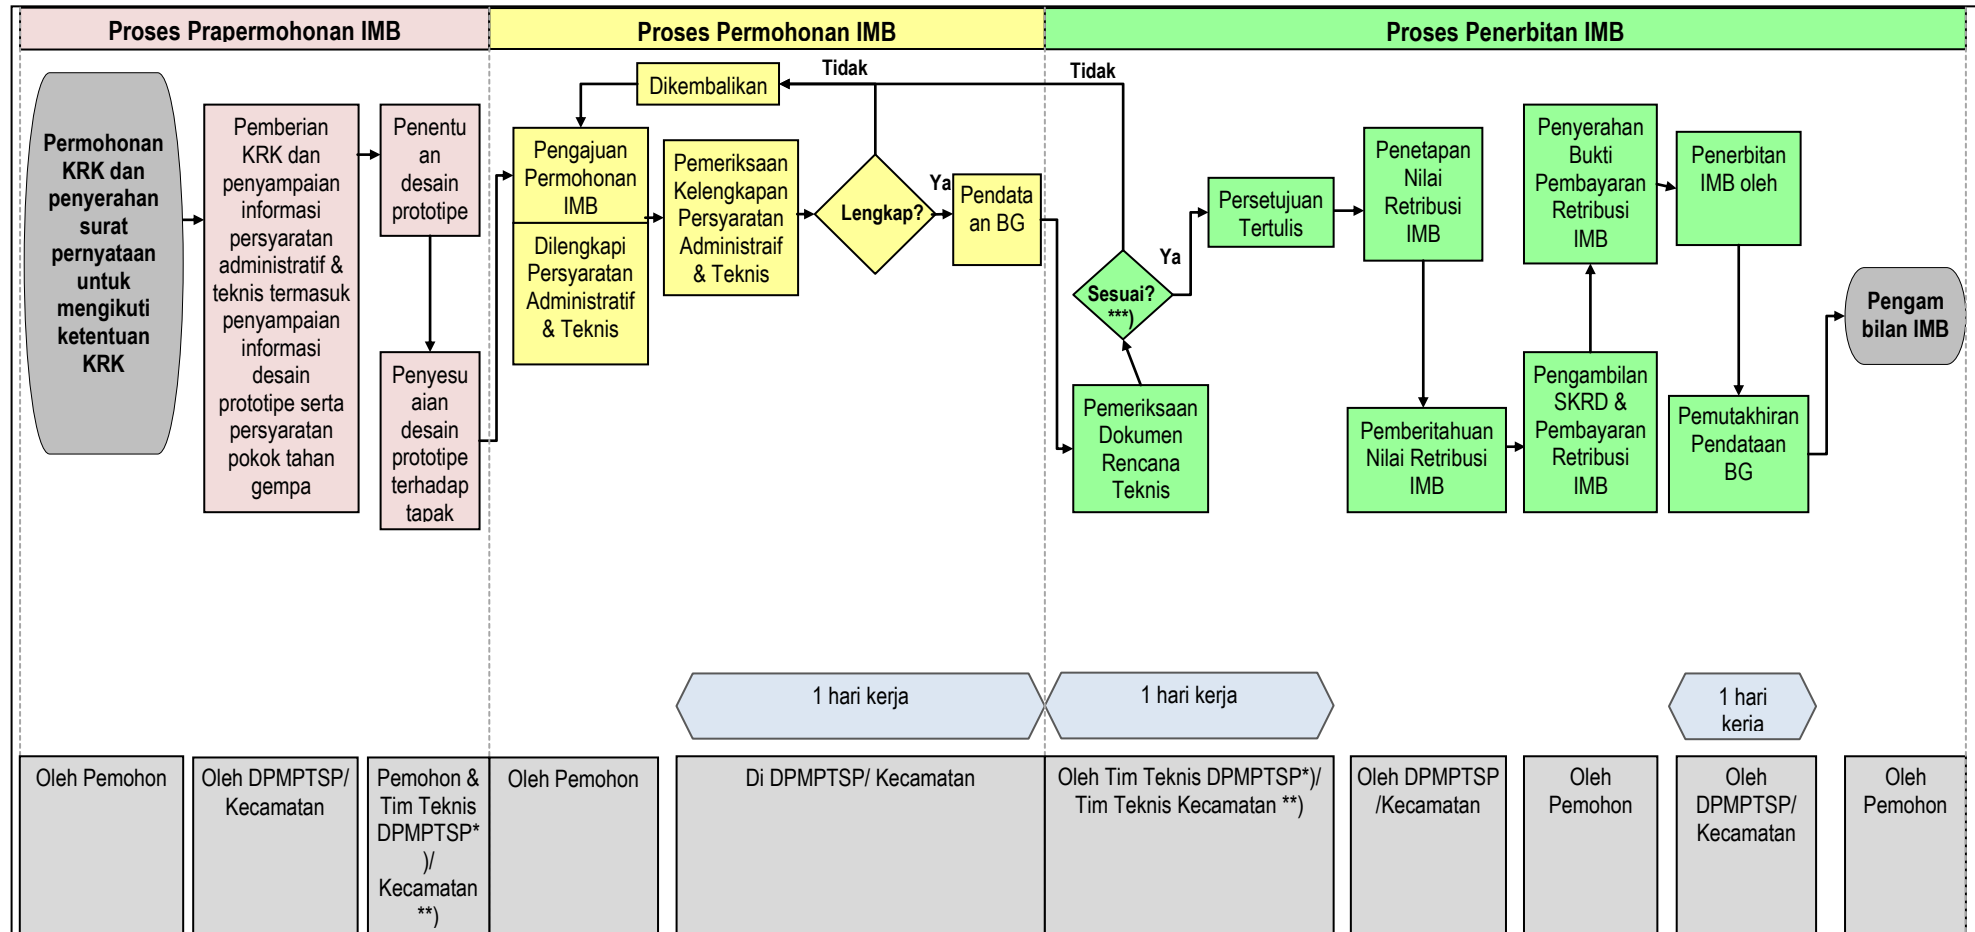 Proses Prapermohonan IMB
Proses Permohonan IMB
Proses Penerbitan IMB
Permohonan
KRK dan
penyerahan
surat
pernyataan
untuk
mengikuti
ketentuan
KRK
Pemberian
KRK dan
penyampaian
informasi
persyaratan
administratif &
teknis termasuk
penyampaian
informasi
desain
prototipe serta
persyaratan
pokok tahan
gempa
Penentu
an
desain
prototipe
Penyesu
aian
desain
prototipe
terhadap
tapak
Dikembalikan
Tidak
Pengajuan
Permohonan
IMB
Dilengkapi
Persyaratan
Administratif
& Teknis
Pemeriksaan
Kelengkapan
Persyaratan
Administraif
& Teknis
Lengkap?
Ya
Pendata
an BG
Tidak
Sesuai?
***)
Ya
Pemeriksaan
Dokumen
Rencana
Teknis
Persetujuan
Tertulis
Penetapan
Nilai
Retribusi
IMB
Pemberitahuan
Nilai Retribusi
IMB
Penyerahan
Bukti
Pembayaran
Retribusi
IMB
Pengambilan
SKRD &
Pembayaran
Retribusi
IMB
Penerbitan
IMB oleh
Pemutakhiran
Pendataan
BG
Pengam
bilan IMB
1 hari kerja
1 hari kerja
1 hari
kerja
Oleh Pemohon
Oleh DPMPTSP/
Kecamatan
Pemohon &
Tim Teknis
DPMPTSP*
)/
Kecamatan
**)
Oleh Pemohon
Di DPMPTSP/ Kecamatan
Oleh Tim Teknis DPMPTSP*)/
Tim Teknis Kecamatan **)
Oleh DPMPTSP
/Kecamatan
Oleh
Pemohon
Oleh
DPMPTSP/
Kecamatan
Oleh
Pemohon